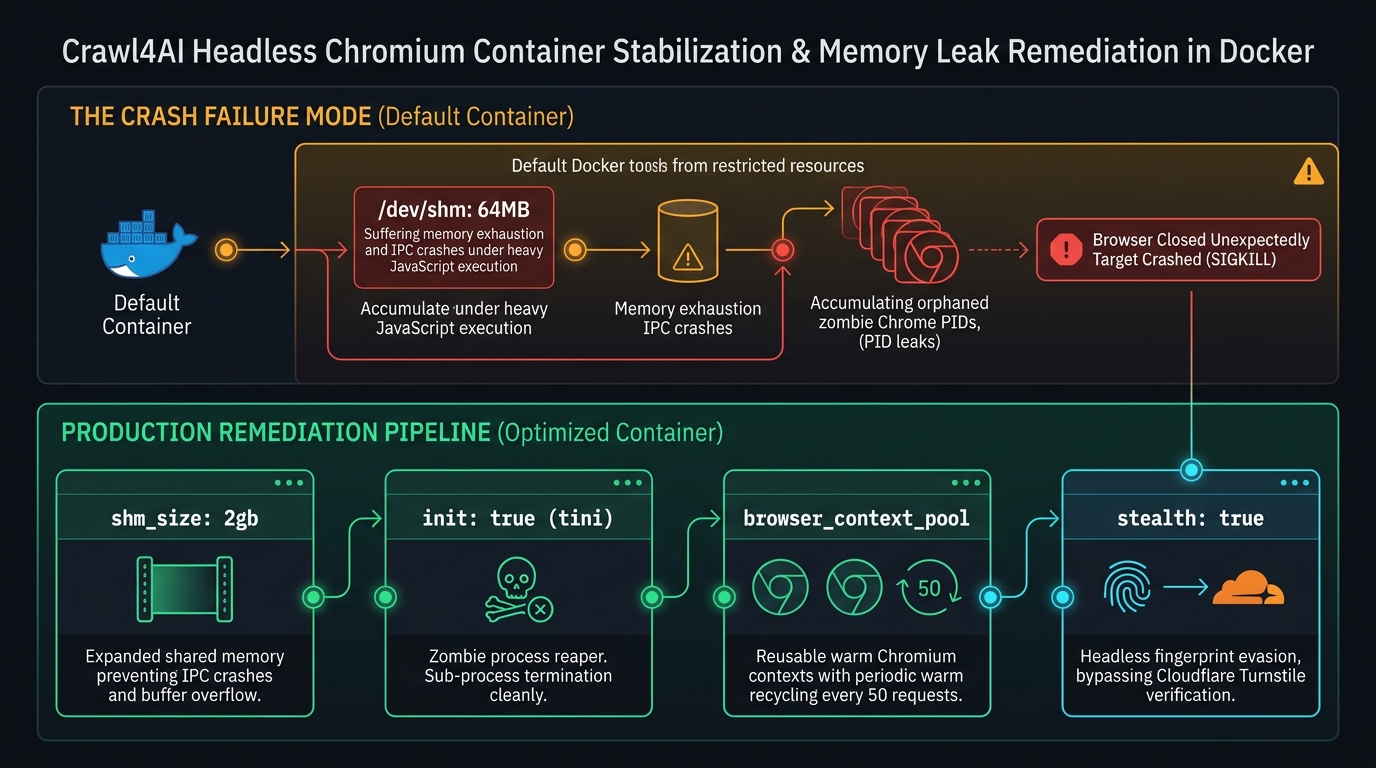 Crawl4AI Headless Chromium Container Stabilization & Memory Leak Remediation in Docker
THE CRASH FAILURE MODE (Default Container)
Default Docker toosb from restricted resources
Default
Container
/dev/shm: 64MB
Suffering memory exhaustion
and IPC crashes under heavy
JavaScript execution
Accumulate under heavy
JavaScript execution
Memory exhaustion
IPC crashes
Accumulating orphaned
zombie Chrome PIDs,
(PID leaks)
Browser Closed Unexpectedly
Target Crashed (SIGKILL)
PRODUCTION REMEDIATION PIPELINE (Optimized Container)
shm_size: 2gb
Expanded shared memory
preventing IPC crashes
and buffer overflow.
init: true (tini)
Zombie process reaper.
Sub-process termination
cleanly.
browser_context_pool
50
Reusable warm Chromium
contexts with periodic warm
recycling every 50 requests.
stealth: true
Headless fingerprint evasion,
bypassing Cloudflare Turnstile
verification.